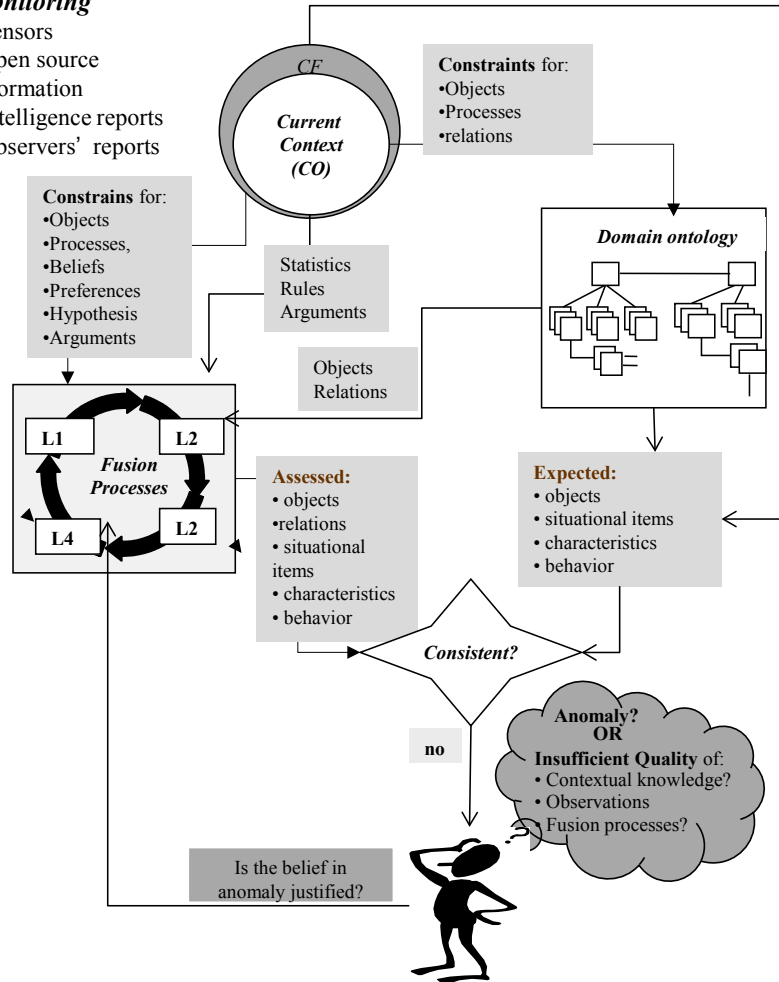 ensors
pen source
ormation
telligence reports
bservers' reports
CF
Current
Context
(CO)
Constraints for:
•Objects
•Processes
•relations
Constrains for:
•Objects
•Processes,
•Beliefs
•Preferences
•Hypothesis
•Arguments
Statistics
Rules
Arguments
Domain ontology
Objects
Relations
L1
L2
Fusion
Processes
L4
L2
Assessed:
• objects
•relations
• situational
items
• characteristics
• behavior
Expected:
• objects
• situational items
• characteristics
• behavior
Consistent?
no
Anomaly?
OR
Insufficient Quality of:
• Contextual knowledge?
• Observations
• Fusion processes?
?
Is the belief in
anomaly justified?